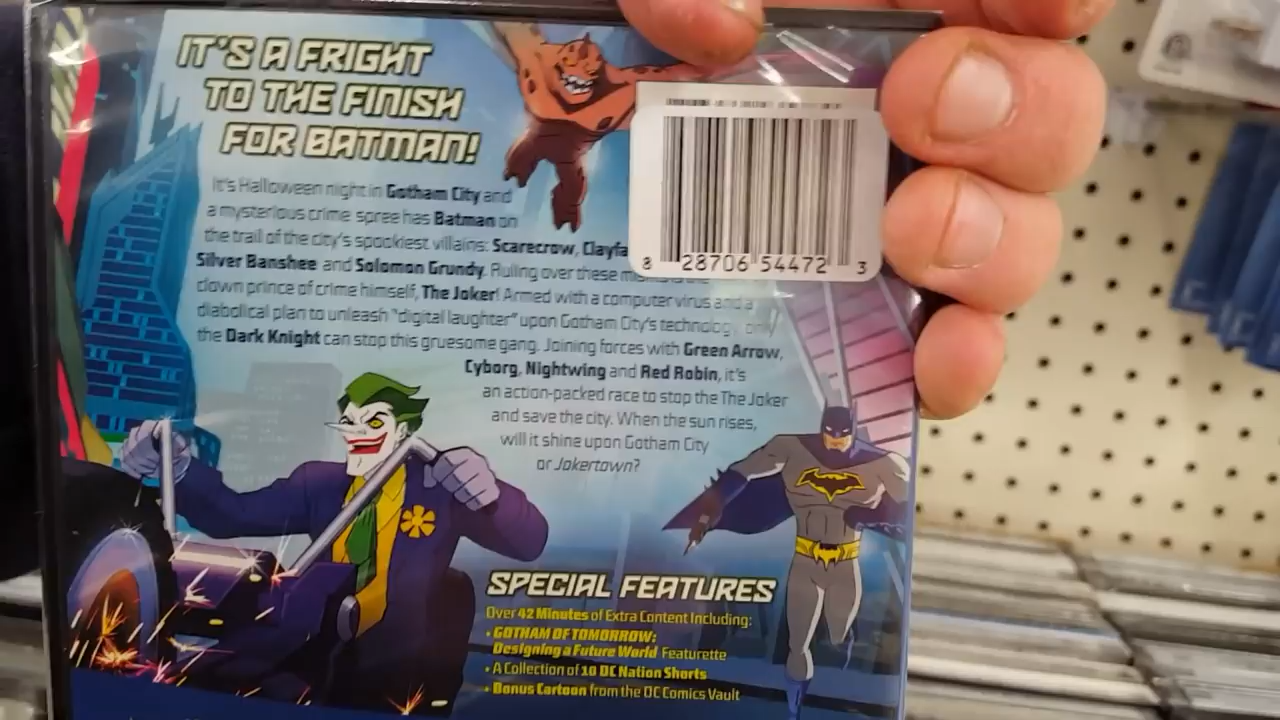 IT'S A FRIGHT
TO THE FINISH
FOR BATMAN!
It's Halloween night in Gotham City and
a mysterious crime spree has Batman on
the trail of the city's spookiest villains: Scarecrow, Clayfa
Silver Banshee and Solomon Grundy. Ruling over these
clown prince of crime himself, The Joker! Armed with a computer virus and a
diabolical plan to unleash "digital laughter" upon Gotham City's technology, only
the Dark Knight can stop this gruesome gang. Joining forces with Green Arrow,
Cyborg, Nightwing and Red Robin, it's
an action-packed race to stop the The Joker
and save the city. When the sun rises,
will it shine upon Gotham City
or Jokertown?
8 28706 54472 3
SPECIAL FEATURES
Over 42 Minutes of Extra Content Including:
• GOTHAM OF TOMORROW:
Designing a Future World Featurette
• A Collection of 10 DC Nation Shorts
• Bonus Cartoon from the DC Comics Vault